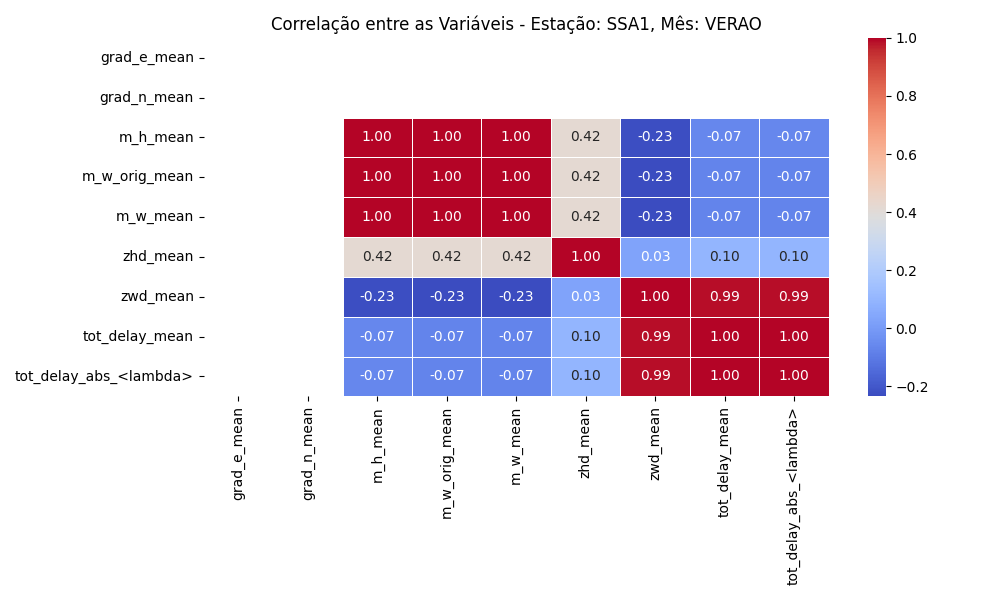 Correlação entre as Variáveis - Estação: SSA1, Mês: VERAO
grad_e_mean
grad_n_mean
m_h_mean 1.00 1.00 1.00 0.42 -0.23 -0.07 -0.07
m_w_orig_mean 1.00 1.00 1.00 0.42 -0.23 -0.07 -0.07
m_w_mean 1.00 1.00 1.00 0.42 -0.23 -0.07 -0.07
zhd_mean 0.42 0.42 0.42 1.00 0.03 0.10 0.10
zwd_mean -0.23 -0.23 -0.23 0.03 1.00 0.99 0.99
tot_delay_mean -0.07 -0.07 -0.07 0.10 0.99 1.00 1.00
tot_delay_abs_<lambda> -0.07 -0.07 -0.07 0.10 0.99 1.00 1.00
grad_e_mean
grad_n_mean
m_h_mean
m_w_orig_mean
m_w_mean
zhd_mean
zwd_mean
tot_delay_mean
tot_delay_abs_<lambda>
1.0
0.8
0.6
0.4
0.2
0.0
−0.2